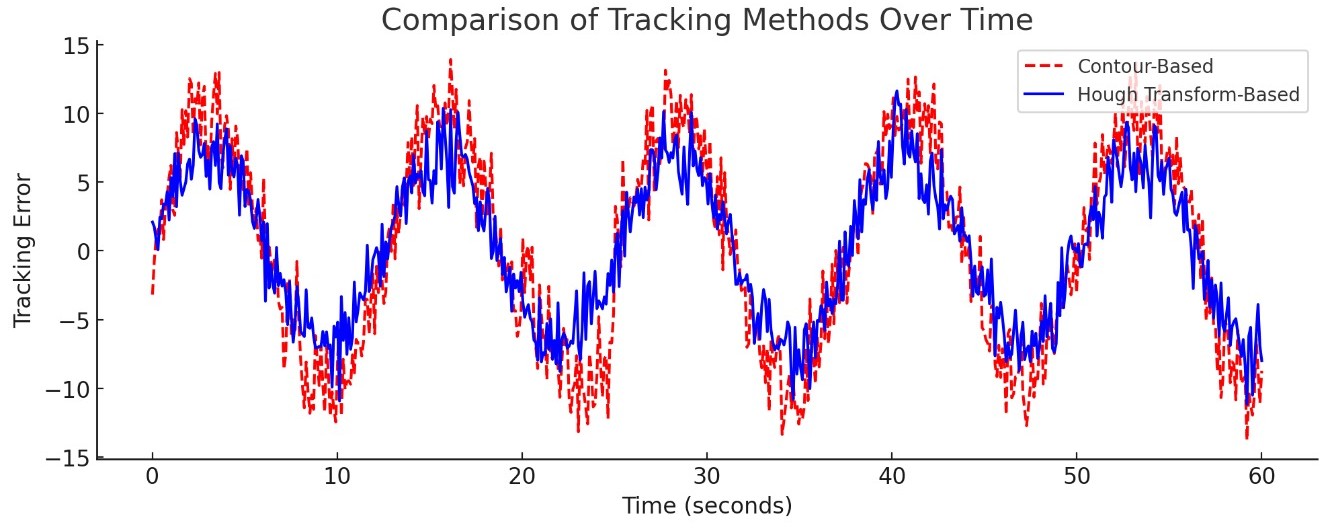 Comparison of Tracking Methods Over Time
Contour-Based
Hough Transform-Based
Tracking Error
15
10
5
0
−5
−10
−15
0 10 20 30 40 50 60
Time (seconds)